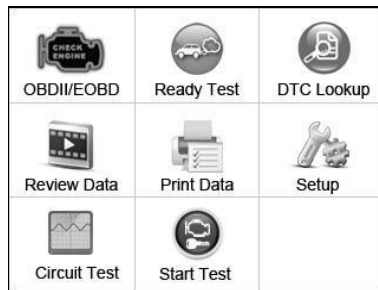 CHECK
ENGINE
OBDII/EOBD
Ready Test
DTC Lookup
Review Data
Print Data
Setup
Circuit Test
Start Test